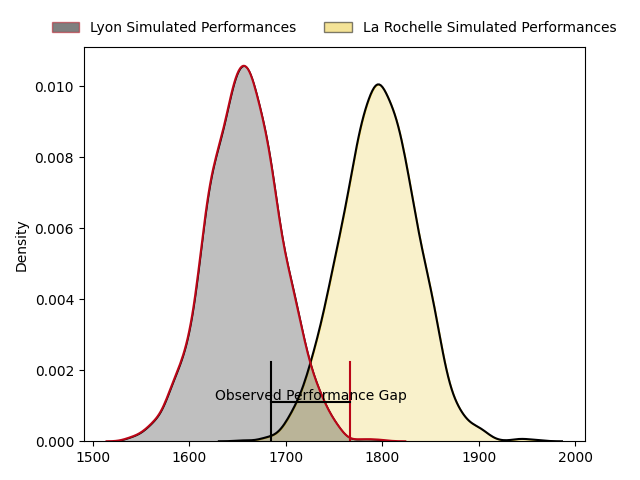 Lyon Simulated Performances La Rochelle Simulated Performances
0.010
0.008
0.006
0.004
0.002
0.000
Density
Observed Performance Gap
1500 1600 1700 1800 1900 2000